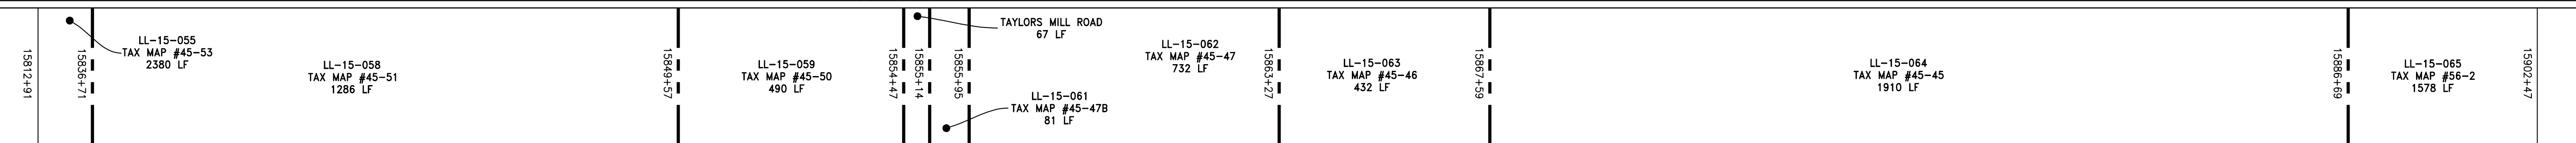 15812+91
LL-15-055
TAX MAP #45-53
2380 LF
15836+71
LL-15-058
TAX MAP #45-51
1286 LF
15849+57
LL-15-059
TAX MAP #45-50
490 LF
15854+47
15855+14
TAYLORS MILL ROAD
67 LF
15855+95
LL-15-061
TAX MAP #45-47B
81 LF
LL-15-062
TAX MAP #45-47
732 LF
15863+27
LL-15-063
TAX MAP #45-46
432 LF
15867+59
LL-15-064
TAX MAP #45-45
1910 LF
15886+69
LL-15-065
TAX MAP #56-2
1578 LF
15902+47